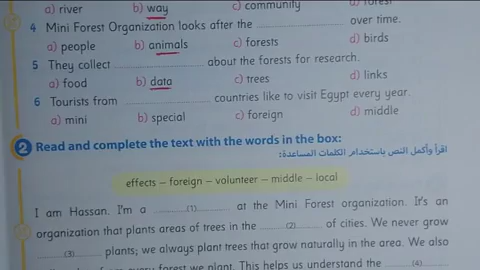 a) river b) way c) community d) forest
4 Mini Forest Organization looks after the .................... over time.
a) people b) animals c) forests d) birds
5 They collect .................... about the forests for research.
a) food b) data c) trees d) links
6 Tourists from .................... countries like to visit Egypt every year.
a) mini b) special c) foreign d) middle
2 Read and complete the text with the words in the box:
اقرأ وأكمل النص باستخدام الكلمات المساعدة:
effects – foreign – volunteer – middle – local
I am Hassan. I'm a ......(1)...... at the Mini Forest organization. It's an
organization that plants areas of trees in the ......(2)...... of cities. We never grow
......(3)...... plants; we always plant trees that grow naturally in the area. We also
every forest we plant. This helps us understand the ......(4)......